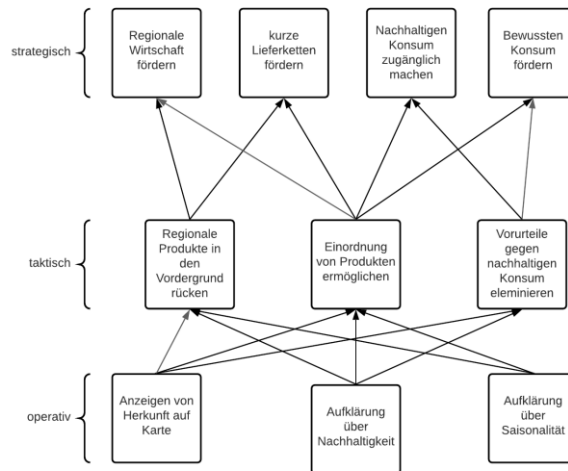 strategisch
Regionale
Wirtschaft
fördern
kurze
Lieferketten
fördern
Nachhaltigen
Konsum
zugänglich
machen
Bewussten
Konsum
fördern
taktisch
Regionale
Produkte in
den
Vordergrund
rücken
Einordnung
von Produkten
ermöglichen
Vorurteile
gegen
nachhaltigen
Konsum
eleminieren
operativ
Anzeigen von
Herkunft auf
Karte
Aufklärung
über
Nachhaltigkeit
Aufklärung
über
Saisonalität